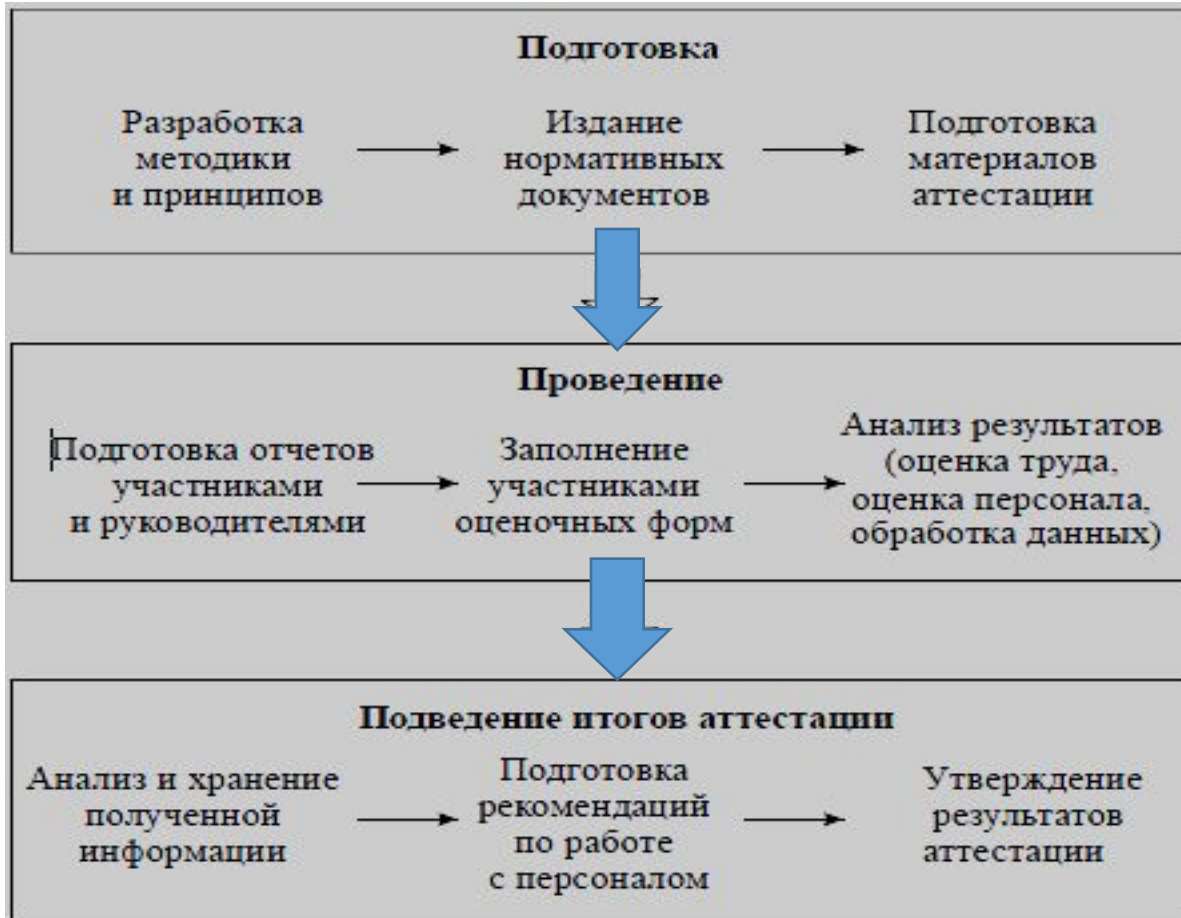 Подготовка
Разработка
методики
и принципов
Издание
нормативных
документов
Подготовка
материалов
аттестации
Проведение
Подготовка отчетов
участниками
и руководителями
Заполнение
участниками
оценочных форм
Анализ результатов
(оценка труда,
оценка персонала,
обработка данных)
Подведение итогов аттестации
Анализ и хранение
полученной
информации
Подготовка
рекомендаций
по работе
с персоналом
Утверждение
результатов
аттестации